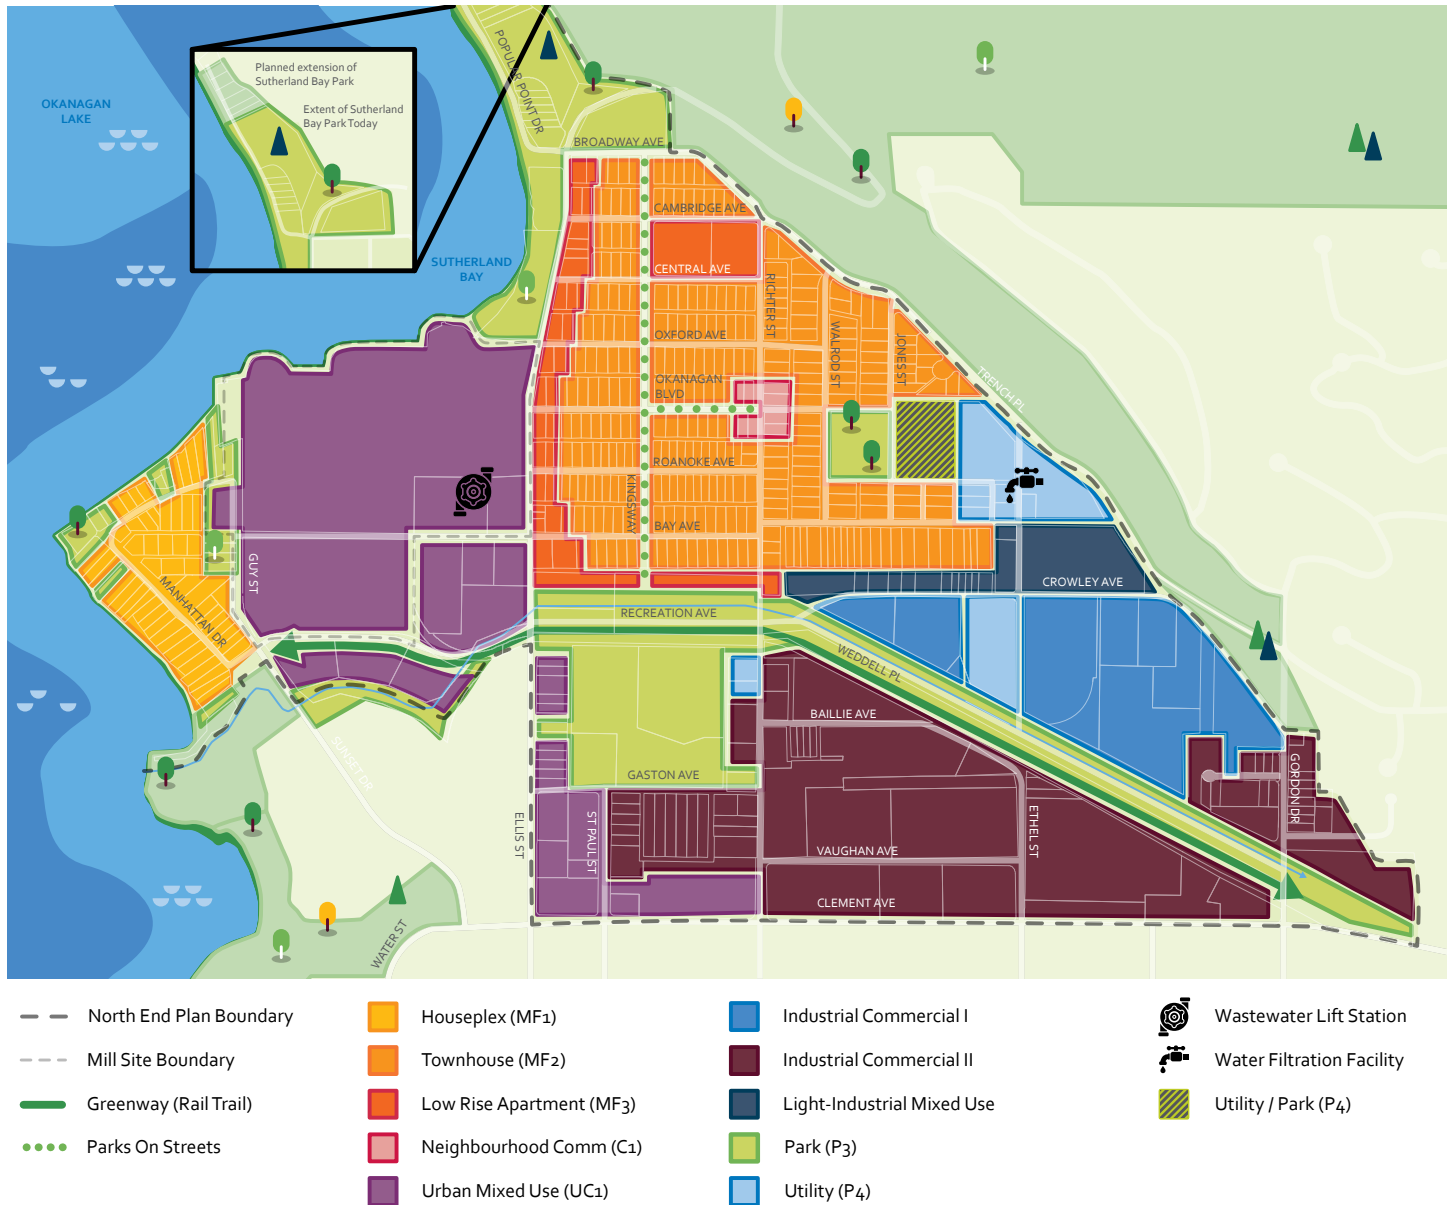 Planned extension of
Sutherland Bay Park
Extent of Sutherland
Bay Park Today
OKANAGAN
LAKE
POPULAR POINT DR
BROADWAY AVE
CAMBRIDGE AVE
SUTHERLAND
BAY
CENTRAL AVE
RICHTER ST
OXFORD AVE
WALROD ST
JONES ST
OKANAGAN
BLVD
TRENCH PL
ROANOKE AVE
KINGSWAY
BAY AVE
GUY ST
MANHATTAN DR
CROWLEY AVE
RECREATION AVE
WEDDELL PL
BAILLIE AVE
SUNSET DR
GASTON AVE
GORDON DR
ELLIS ST
ST PAUL ST
ETHEL ST
VAUGHAN AVE
CLEMENT AVE
WATER ST
North End Plan Boundary
Mill Site Boundary
Greenway (Rail Trail)
Parks On Streets
Houseplex (MF1)
Townhouse (MF2)
Low Rise Apartment (MF3)
Neighbourhood Comm (C1)
Urban Mixed Use (UC1)
Industrial Commercial I
Industrial Commercial II
Light-Industrial Mixed Use
Park (P3)
Utility (P4)
Wastewater Lift Station
Water Filtration Facility
Utility / Park (P4)